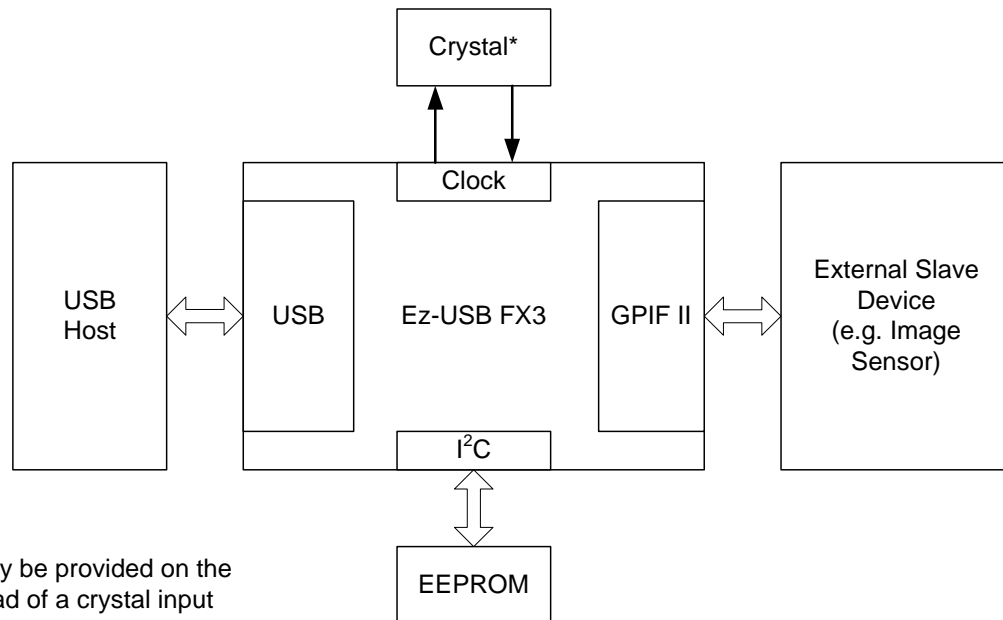 Crystal*
Clock
USB
Host
USB
Ez-USB FX3
GPIF II
External Slave
Device
(e.g. Image
Sensor)
I²C
EEPROM
be provided on the
of a crystal input